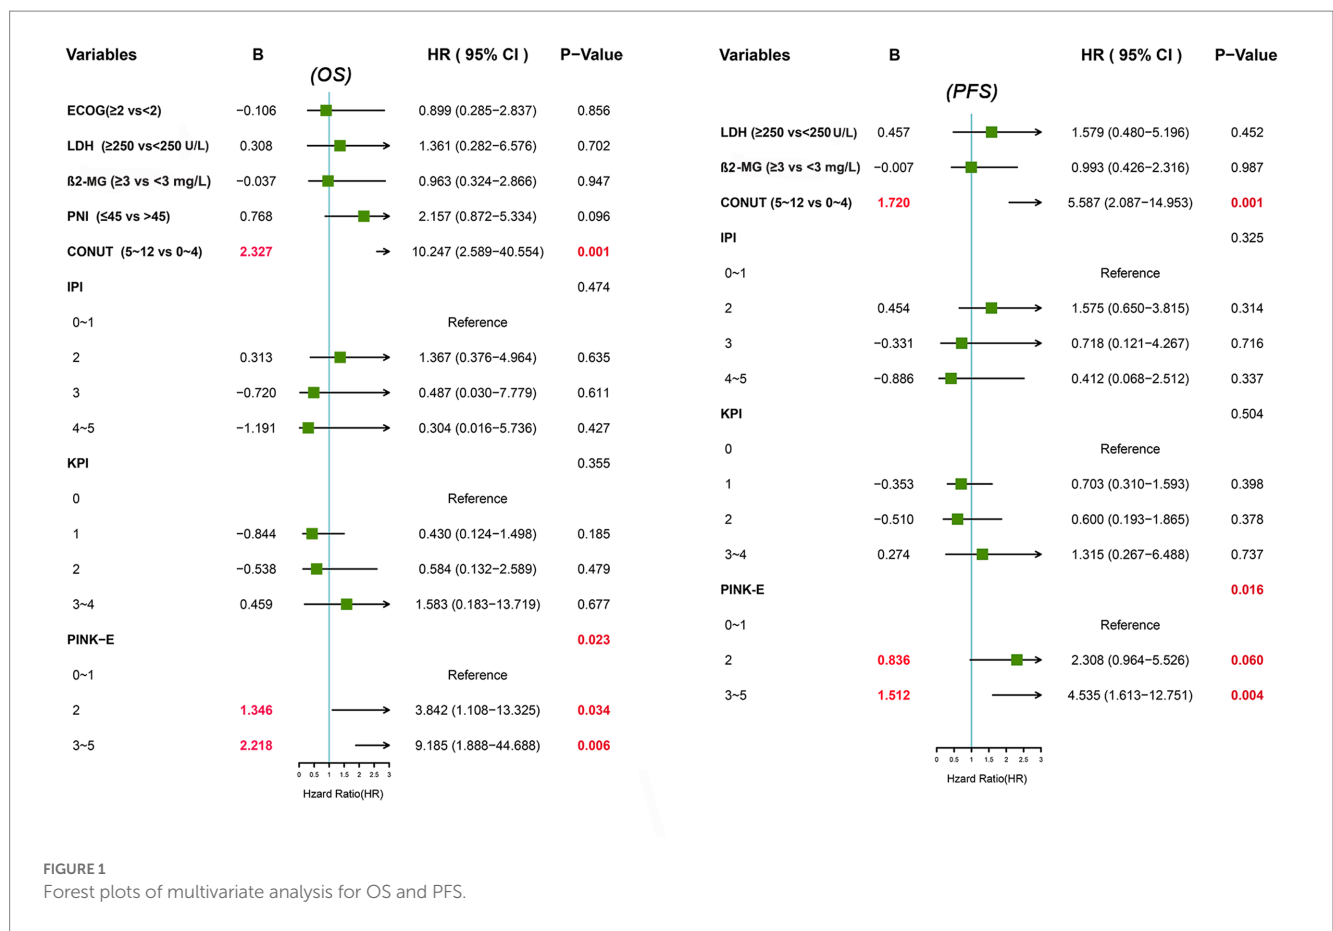 Variables B HR ( 95% CI ) P−Value
(OS)
ECOG(≥2 vs<2) −0.106 0.899 (0.285−2.837) 0.856
LDH (≥250 vs<250 U/L) 0.308 1.361 (0.282−6.576) 0.702
ß2-MG (≥3 vs <3 mg/L) −0.037 0.963 (0.324−2.866) 0.947
PNI (≤45 vs >45) 0.768 2.157 (0.872−5.334) 0.096
CONUT (5~12 vs 0~4) 2.327 10.247 (2.589−40.554) 0.001
IPI 0.474
0~1 Reference
2 0.313 1.367 (0.376−4.964) 0.635
3 −0.720 0.487 (0.030−7.779) 0.611
4~5 −1.191 0.304 (0.016−5.736) 0.427
KPI 0.355
0 Reference
1 −0.844 0.430 (0.124−1.498) 0.185
2 −0.538 0.584 (0.132−2.589) 0.479
3~4 0.459 1.583 (0.183−13.719) 0.677
PINK−E 0.023
0~1 Reference
2 1.346 3.842 (1.108−13.325) 0.034
3~5 2.218 9.185 (1.888−44.688) 0.006
0 0.5 1 1.5 2 2.5 3
Hzard Ratio(HR)
Variables B HR ( 95% CI ) P−Value
(PFS)
LDH (≥250 vs<250 U/L) 0.457 1.579 (0.480−5.196) 0.452
ß2-MG (≥3 vs <3 mg/L) −0.007 0.993 (0.426−2.316) 0.987
CONUT (5~12 vs 0~4) 1.720 5.587 (2.087−14.953) 0.001
IPI 0.325
0~1 Reference
2 0.454 1.575 (0.650−3.815) 0.314
3 −0.331 0.718 (0.121−4.267) 0.716
4~5 −0.886 0.412 (0.068−2.512) 0.337
KPI 0.504
0 Reference
1 −0.353 0.703 (0.310−1.593) 0.398
2 −0.510 0.600 (0.193−1.865) 0.378
3~4 0.274 1.315 (0.267−6.488) 0.737
PINK-E 0.016
0~1 Reference
2 0.836 2.308 (0.964−5.526) 0.060
3~5 1.512 4.535 (1.613−12.751) 0.004
0 0.5 1 1.5 2 2.5 3
Hzard Ratio(HR)
FIGURE 1
Forest plots of multivariate analysis for OS and PFS.